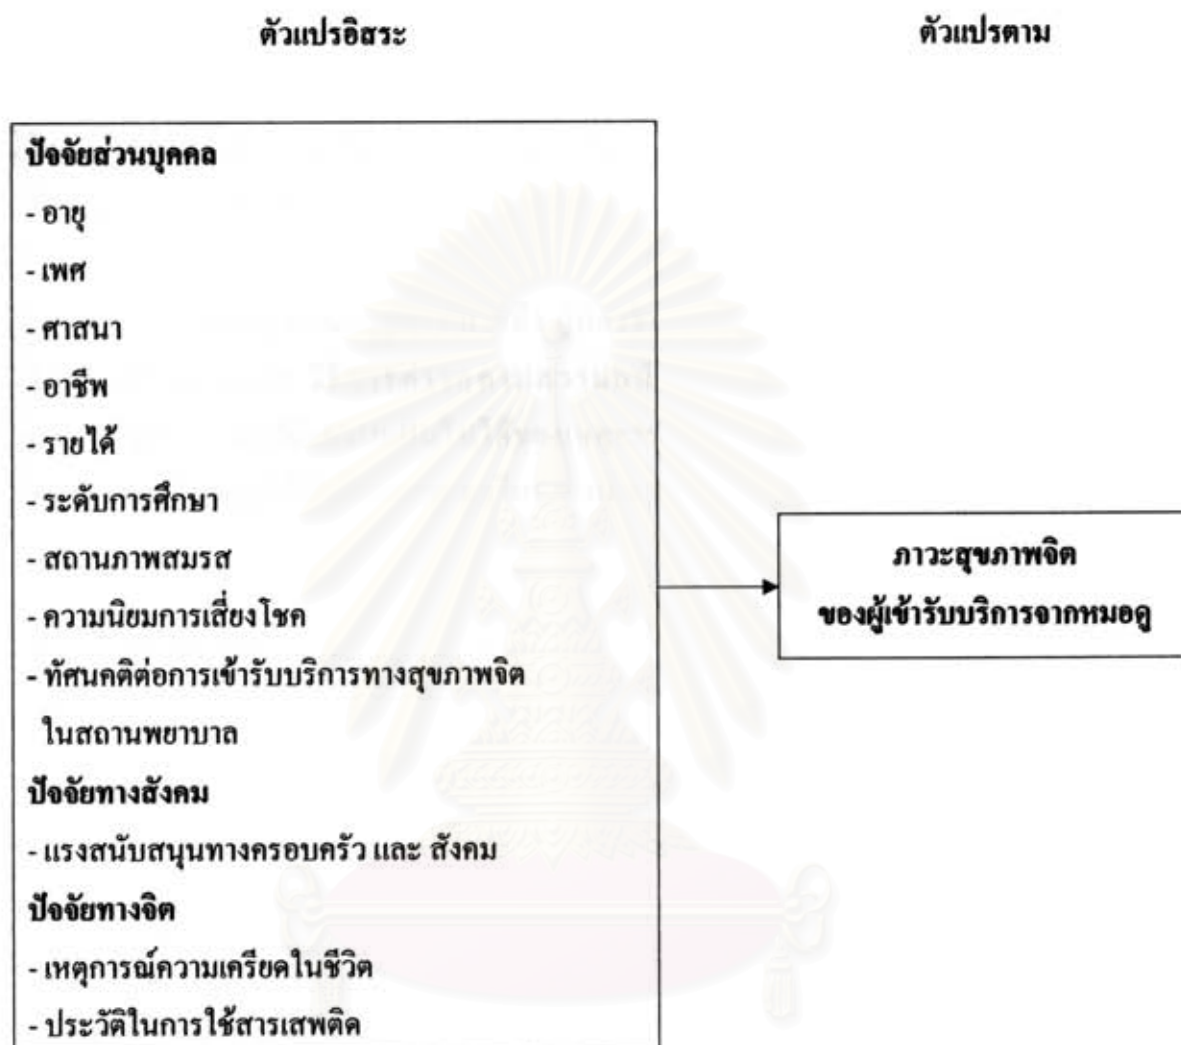 ตัวแปรอิสระ
ตัวแปรตาม
ปัจจัยส่วนบุคคล
- อายุ
- เพศ
- ศาสนา
- อาชีพ
- รายได้
- ระดับการศึกษา
- สถานภาพสมรส
- ความนิยมการเสี่ยงโชค
- ทัศนคติต่อการเข้ารับบริการทางสุขภาพจิต
ในสถานพยาบาล
ปัจจัยทางสังคม
- แรงสนับสนุนทางครอบครัว และ สังคม
ปัจจัยทางจิต
- เหตุการณ์ความเครียดในชีวิต
- ประวัติในการใช้สารเสพติด
ภาวะสุขภาพจิต
ของผู้เข้ารับบริการจากหมอดู